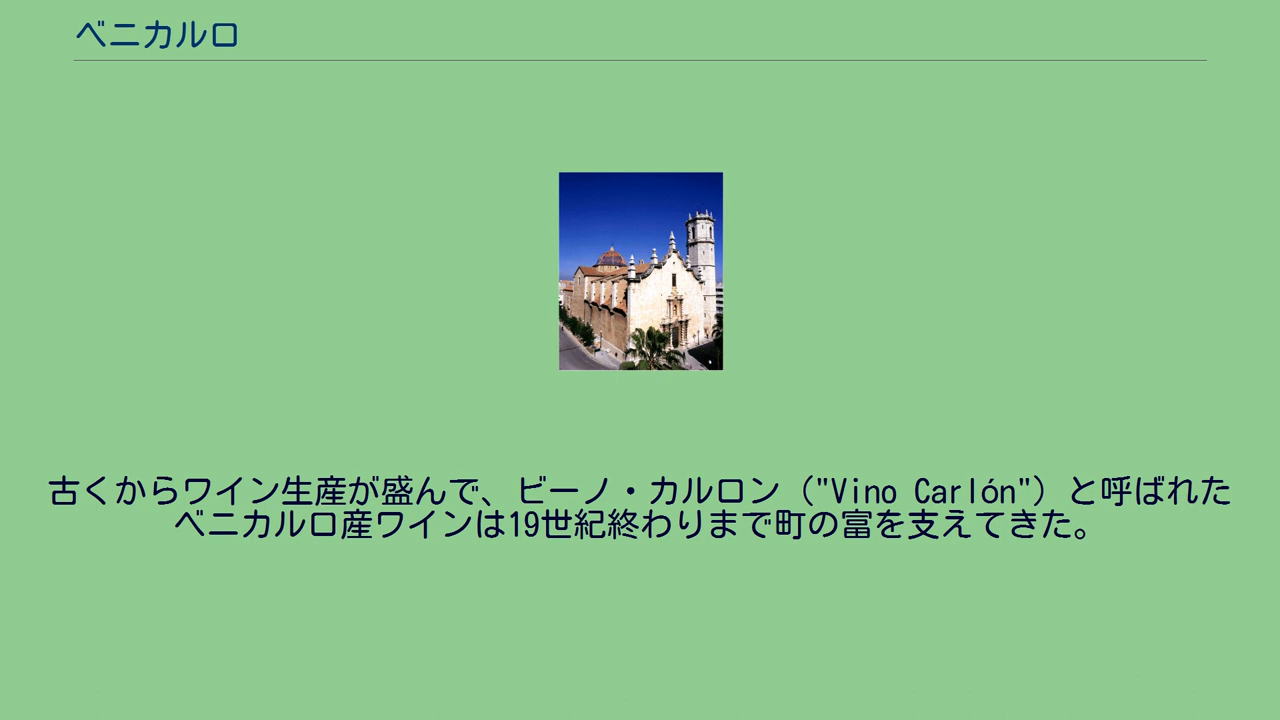 ベニカルロ
古くからワイン生産が盛んで、ビーノ・カルロン（"Vino Carlón"）と呼ばれた
ベニカルロ産ワインは19世紀終わりまで町の富を支えてきた。